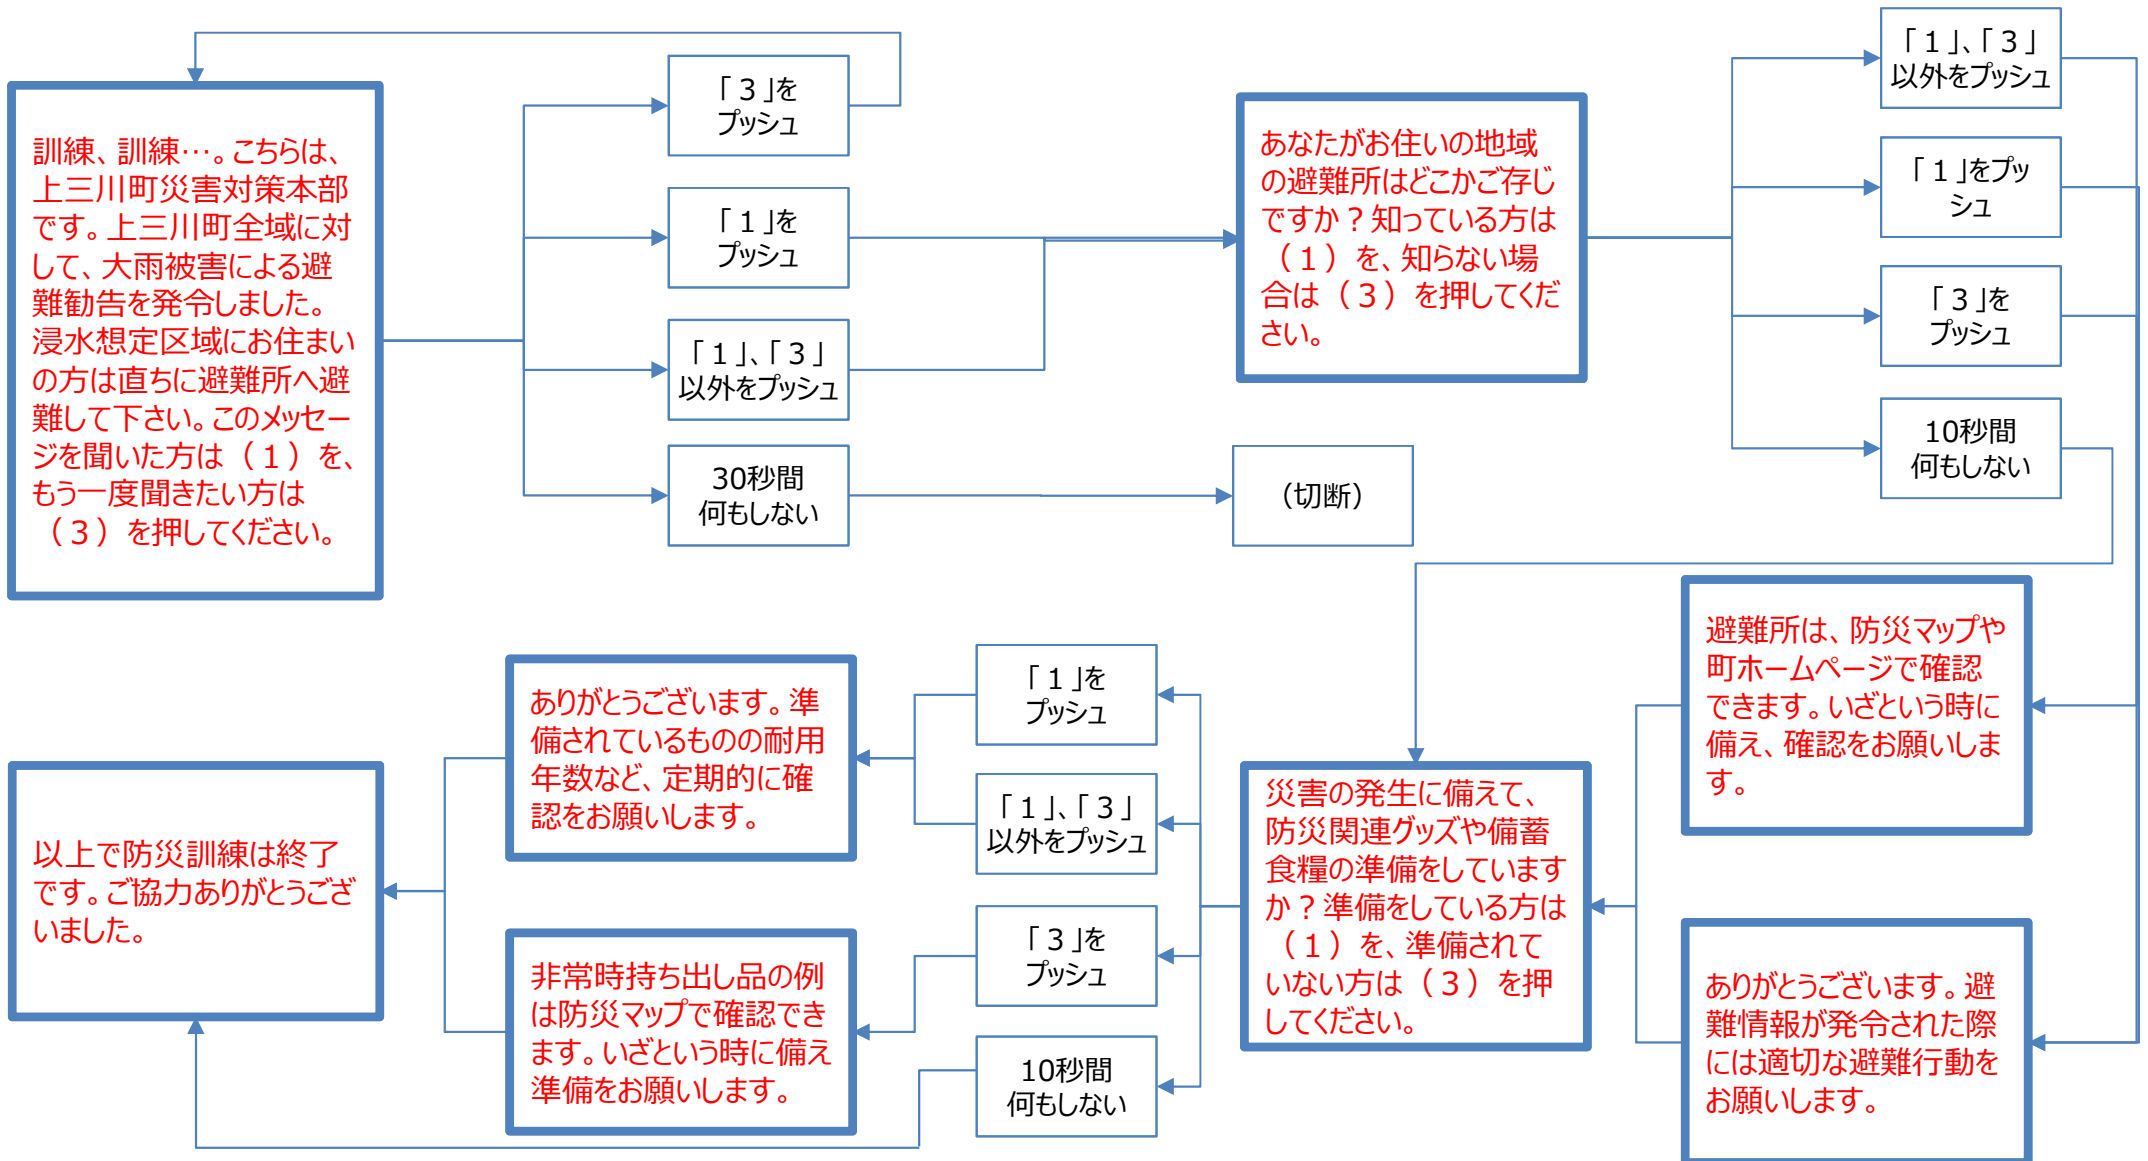 訓練、訓練…。こちらは、
上三川町災害対策本部
です。上三川町全域に対
して、大雨被害による避
難勧告を発令しました。
浸水想定区域にお住まい
の方は直ちに避難所へ避
難して下さい。このメッセー
ジを聞いた方は（１）を、
もう一度聞きたい方は
（３）を押してください。
「３」を
プッシュ
「１」を
プッシュ
「１」、「３」
以外をプッシュ
30秒間
何もしない
（切断）
あなたがお住いの地域
の避難所はどこかご存じ
ですか？知っている方は
（１）を、知らない場
合は（３）を押してくだ
さい。
「１」、「３」
以外をプッシュ
「１」をプッ
シュ
「３」を
プッシュ
10秒間
何もしない
避難所は、防災マップや
町ホームページで確認
できます。いざという時に
備え、確認をお願いしま
す。
ありがとうございます。避
難情報が発令された際
には適切な避難行動を
お願いします。
災害の発生に備えて、
防災関連グッズや備蓄
食糧の準備をしています
か？準備をしている方は
（１）を、準備されて
いない方は（３）を押
してください。
「１」を
プッシュ
「１」、「３」
以外をプッシュ
「３」を
プッシュ
10秒間
何もしない
ありがとうございます。準
備されているものの耐用
年数など、定期的に確
認をお願いします。
非常時持ち出し品の例
は防災マップで確認でき
ます。いざという時に備え
準備をお願いします。
以上で防災訓練は終了
です。ご協力ありがとうござ
いました。